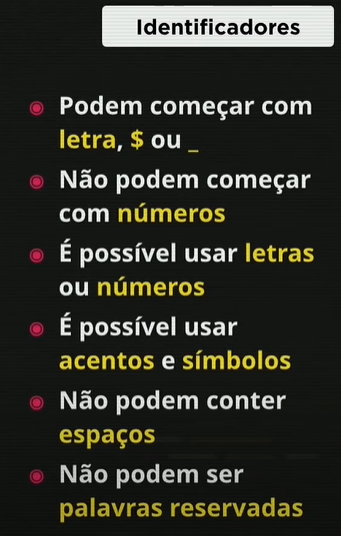 Identificadores
Podem começar com
letra, $ ou _
Não podem começar
com números
É possível usar letras
ou números
É possível usar
acentos e símbolos
Não podem conter
espaços
Não podem ser
palavras reservadas